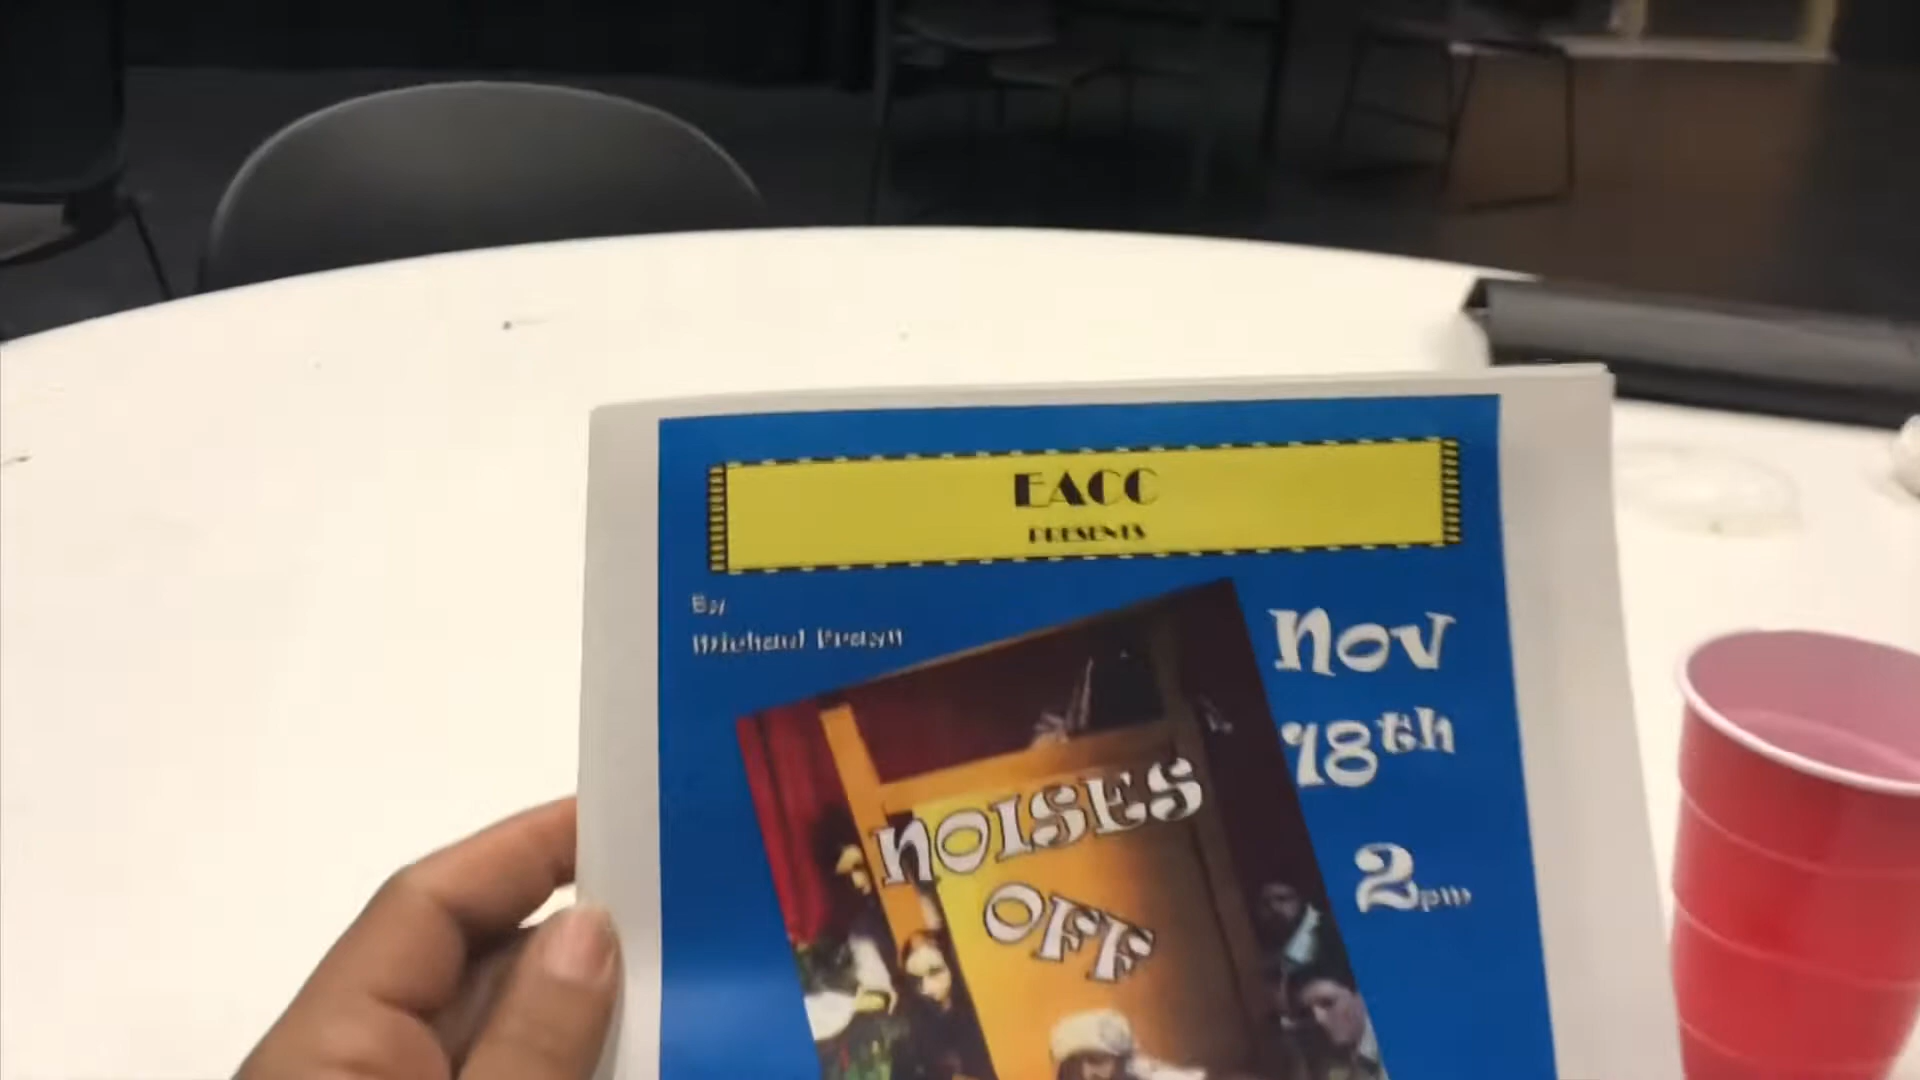 EACC
PRESENTS
By
Michael Frayn
Nov
18th
2pm
NOISES
OFF